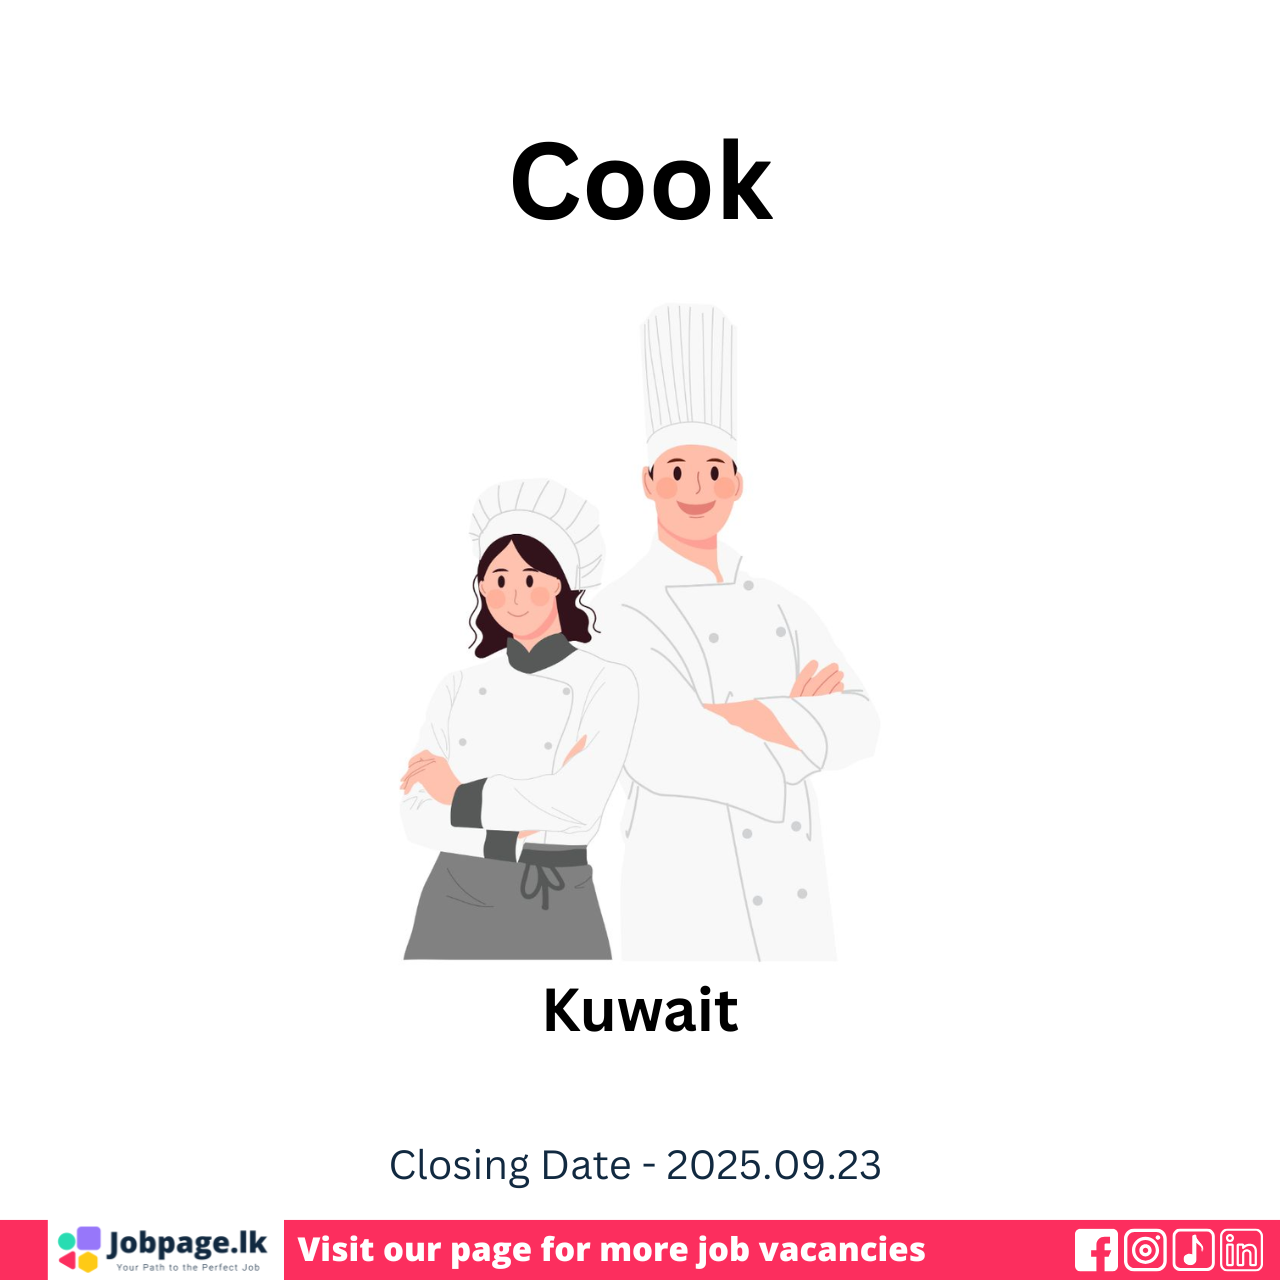 Cook
Kuwait
Closing Date - 2025.09.23
Jobpage.lk
Your Path to the Perfect Job
Visit our page for more job vacancies